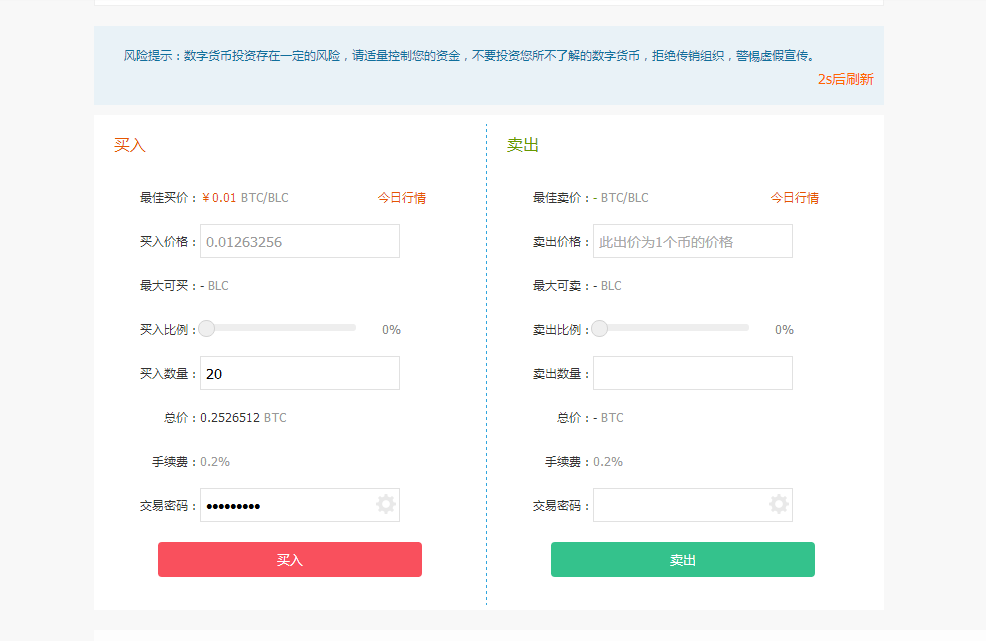 风险提示：数字货币投资存在一定的风险，请适量控制您的资金，不要投资您所不了解的数字货币，拒绝传销组织，警惕虚假宣传。
2s后刷新
买入
最佳买价：￥0.01 BTC/BLC 今日行情
买入价格：0.01263256
最大可买：- BLC
买入比例： 0%
买入数量：20
总价：0.2526512 BTC
手续费：0.2%
交易密码：•••••••••
买入
卖出
最佳卖价：- BTC/BLC 今日行情
卖出价格：此出价为1个币的价格
最大可卖：- BLC
卖出比例： 0%
卖出数量：
总价：- BTC
手续费：0.2%
交易密码：
卖出